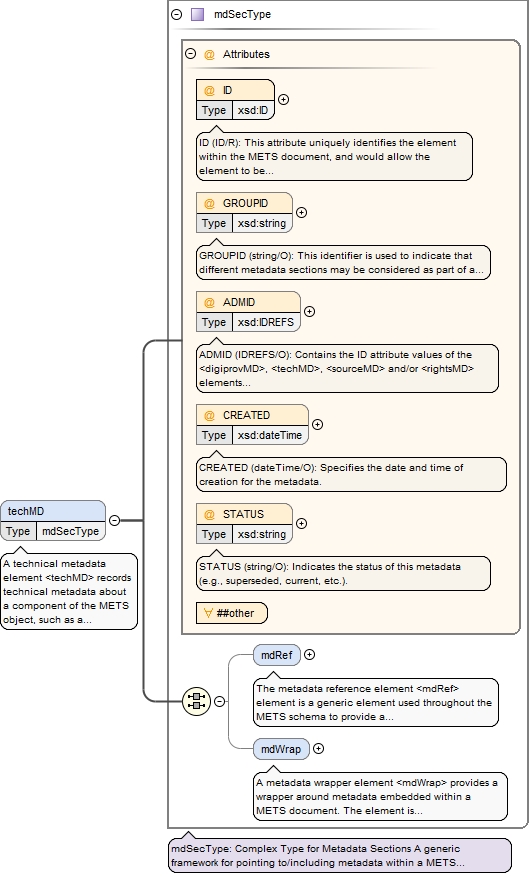 mdSecType
@ Attributes
@ ID
Type xsd:ID
ID (ID/R): This attribute uniquely identifies the element
within the METS document, and would allow the
element to be...
@ GROUPID
Type xsd:string
GROUPID (string/O): This identifier is used to indicate that
different metadata sections may be considered as part of a...
@ ADMID
Type xsd:IDREFS
ADMID (IDREFS/O): Contains the ID attribute values of the
<digiprovMD>, <techMD>, <sourceMD> and/or <rightsMD>
elements...
@ CREATED
Type xsd:dateTime
CREATED (dateTime/O): Specifies the date and time of
creation for the metadata.
@ STATUS
Type xsd:string
STATUS (string/O): Indicates the status of this metadata
(e.g., superseded, current, etc.).
∀ ##other
techMD
Type mdSecType
A technical metadata
element <techMD> records
technical metadata about
a component of the METS
object, such as a...
mdRef
The metadata reference element <mdRef>
element is a generic element used throughout the
METS schema to provide a...
mdWrap
A metadata wrapper element <mdWrap> provides a
wrapper around metadata embedded within a
METS document. The element is...
mdSecType: Complex Type for Metadata Sections A generic
framework for pointing to/including metadata within a METS...